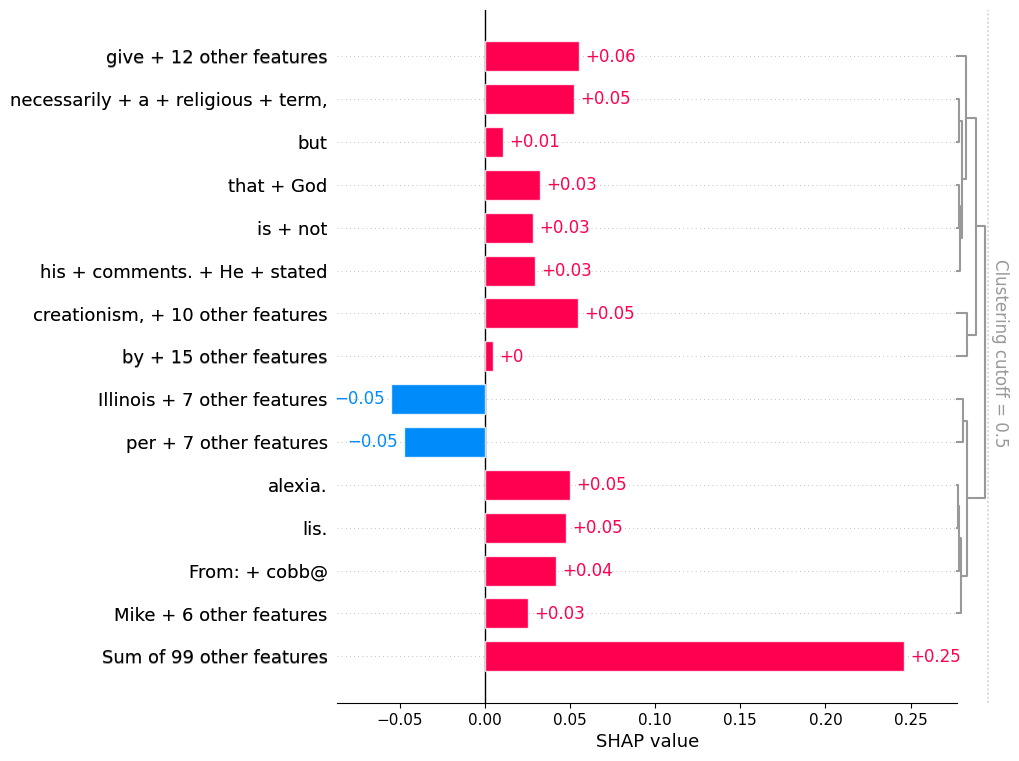 give + 12 other features +0.06
necessarily + a + religious + term, +0.05
but +0.01
that + God +0.03
is + not +0.03
his + comments. + He + stated +0.03
creationism, + 10 other features +0.05
by + 15 other features +0
Illinois + 7 other features −0.05
per + 7 other features −0.05
alexia. +0.05
lis. +0.05
From: + cobb@ +0.04
Mike + 6 other features +0.03
Sum of 99 other features +0.25
−0.05 0.00 0.05 0.10 0.15 0.20 0.25
SHAP value
Clustering cutoff = 0.5